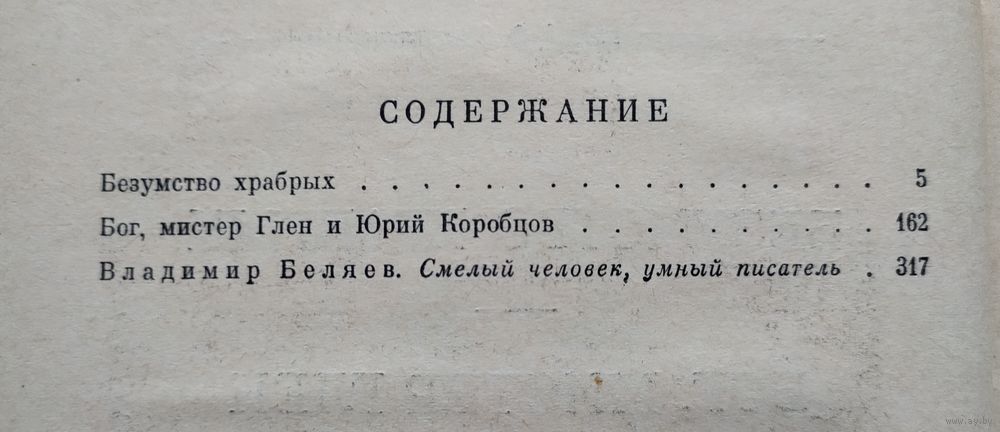 СОДЕРЖАНИЕ
Безумство храбрых . . . . . . . . . . . . . . . . . 5
Бог, мистер Глен и Юрий Коробцов . . . . . . . . . . 162
Владимир Беляев. Смелый человек, умный писатель . 317
www.ay.by